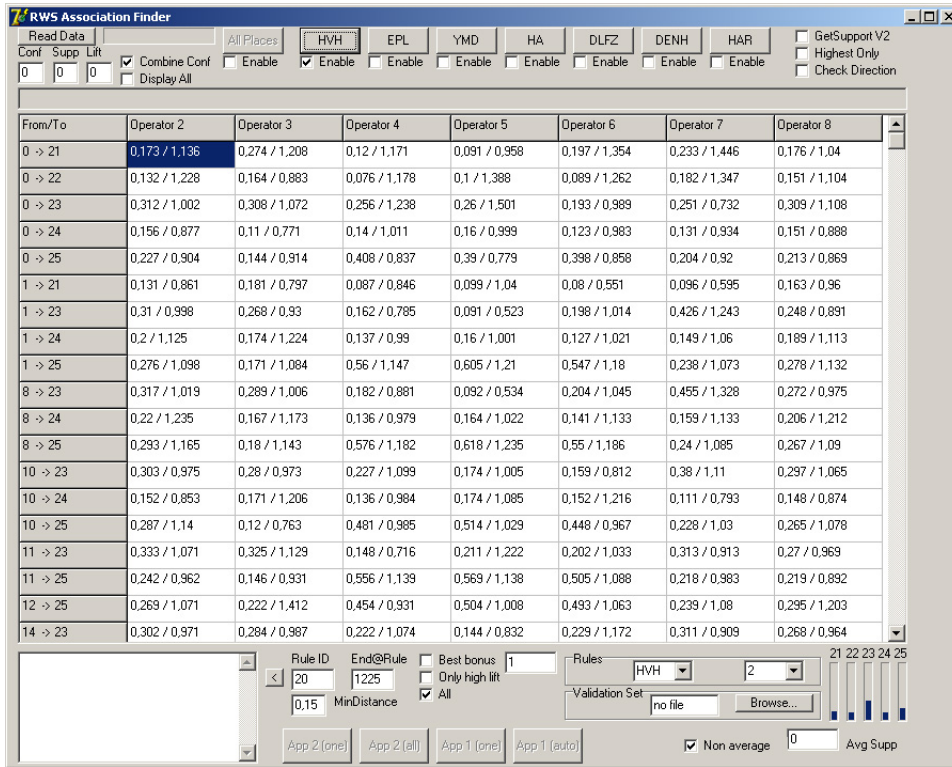 RWS Association Finder
Read Data All Places HVH EPL YMD HA DLFZ DENH HAR GetSupport V2
Conf Supp Lift Combine Conf Enable Enable Enable Enable Enable Enable Enable Enable Highest Only
0 0 0 Display All Check Direction
From/To Operator 2 Operator 3 Operator 4 Operator 5 Operator 6 Operator 7 Operator 8
0 -> 21 0,173 / 1,136 0,274 / 1,208 0,12 / 1,171 0,091 / 0,958 0,197 / 1,354 0,233 / 1,446 0,176 / 1,04
0 -> 22 0,132 / 1,228 0,164 / 0,883 0,076 / 1,178 0,1 / 1,388 0,089 / 1,262 0,182 / 1,347 0,151 / 1,104
0 -> 23 0,312 / 1,002 0,308 / 1,072 0,256 / 1,238 0,26 / 1,501 0,193 / 0,989 0,251 / 0,732 0,309 / 1,108
0 -> 24 0,156 / 0,877 0,11 / 0,771 0,14 / 1,011 0,16 / 0,999 0,123 / 0,983 0,131 / 0,934 0,151 / 0,888
0 -> 25 0,227 / 0,904 0,144 / 0,914 0,408 / 0,837 0,39 / 0,779 0,398 / 0,858 0,204 / 0,92 0,213 / 0,869
1 -> 21 0,131 / 0,861 0,181 / 0,797 0,087 / 0,846 0,099 / 1,04 0,08 / 0,551 0,096 / 0,595 0,163 / 0,96
1 -> 23 0,31 / 0,998 0,268 / 0,93 0,162 / 0,785 0,091 / 0,523 0,198 / 1,014 0,426 / 1,243 0,248 / 0,891
1 -> 24 0,2 / 1,125 0,174 / 1,224 0,137 / 0,99 0,16 / 1,001 0,127 / 1,021 0,149 / 1,06 0,189 / 1,113
1 -> 25 0,276 / 1,098 0,171 / 1,084 0,56 / 1,147 0,605 / 1,21 0,547 / 1,18 0,238 / 1,073 0,278 / 1,132
8 -> 23 0,317 / 1,019 0,289 / 1,006 0,182 / 0,881 0,092 / 0,534 0,204 / 1,045 0,455 / 1,328 0,272 / 0,975
8 -> 24 0,22 / 1,235 0,167 / 1,173 0,136 / 0,979 0,164 / 1,022 0,141 / 1,133 0,159 / 1,133 0,206 / 1,212
8 -> 25 0,293 / 1,165 0,18 / 1,143 0,576 / 1,182 0,618 / 1,235 0,55 / 1,186 0,24 / 1,085 0,267 / 1,09
10 -> 23 0,303 / 0,975 0,28 / 0,973 0,227 / 1,099 0,174 / 1,005 0,159 / 0,812 0,38 / 1,11 0,297 / 1,065
10 -> 24 0,152 / 0,853 0,171 / 1,206 0,136 / 0,984 0,174 / 1,085 0,152 / 1,216 0,111 / 0,793 0,148 / 0,874
10 -> 25 0,287 / 1,14 0,12 / 0,763 0,481 / 0,985 0,514 / 1,029 0,448 / 0,967 0,228 / 1,03 0,265 / 1,078
11 -> 23 0,333 / 1,071 0,325 / 1,129 0,148 / 0,716 0,211 / 1,222 0,202 / 1,033 0,313 / 0,913 0,27 / 0,969
11 -> 25 0,242 / 0,962 0,146 / 0,931 0,556 / 1,139 0,569 / 1,138 0,505 / 1,088 0,218 / 0,983 0,219 / 0,892
12 -> 25 0,269 / 1,071 0,222 / 1,412 0,454 / 0,931 0,504 / 1,008 0,493 / 1,063 0,239 / 1,08 0,295 / 1,203
14 -> 23 0,302 / 0,971 0,284 / 0,987 0,222 / 1,074 0,144 / 0,832 0,229 / 1,172 0,311 / 0,909 0,268 / 0,964
Rule ID End@Rule Best bonus 1 Rules 21 22 23 24 25
< 20 1225 Only high lift HVH 2
0,15 MinDistance All Validation Set no file Browse...
App 2 (one) App 2 (all) App 1 (one) App 1 (auto) Non average 0 Avg Supp